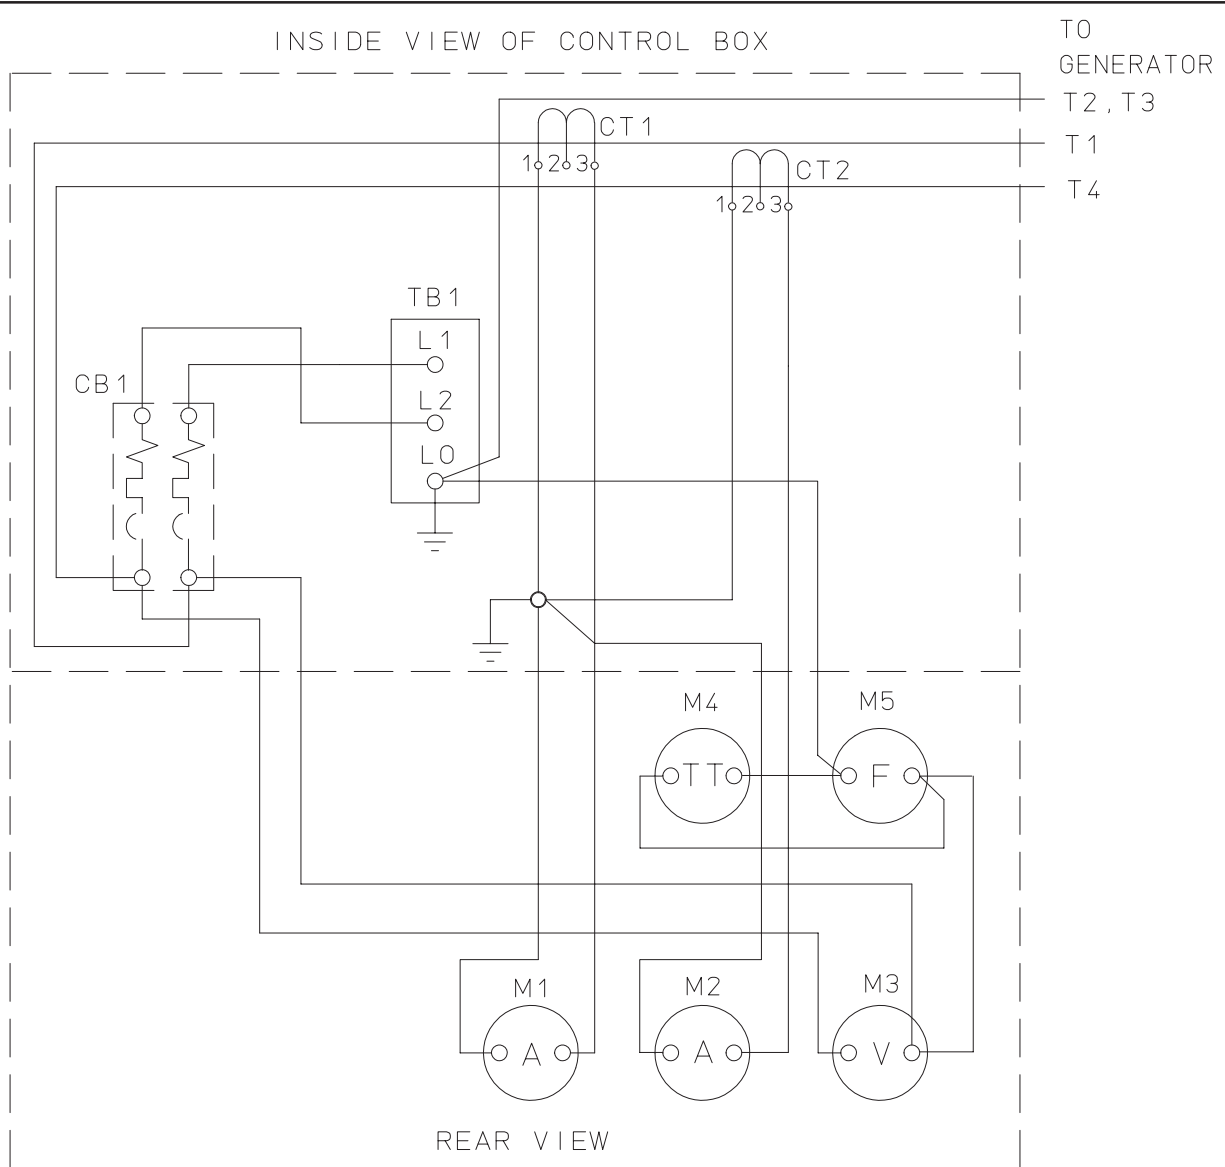 INSIDE VIEW OF CONTROL BOX
TO
GENERATOR
T2,T3
CT1
T1
1 2 3
CT2
T4
1 2 3
TB1
L1
CB1
L2
LO
M4
M5
TT
F
M1
M2
M3
A
A
V
REAR VIEW